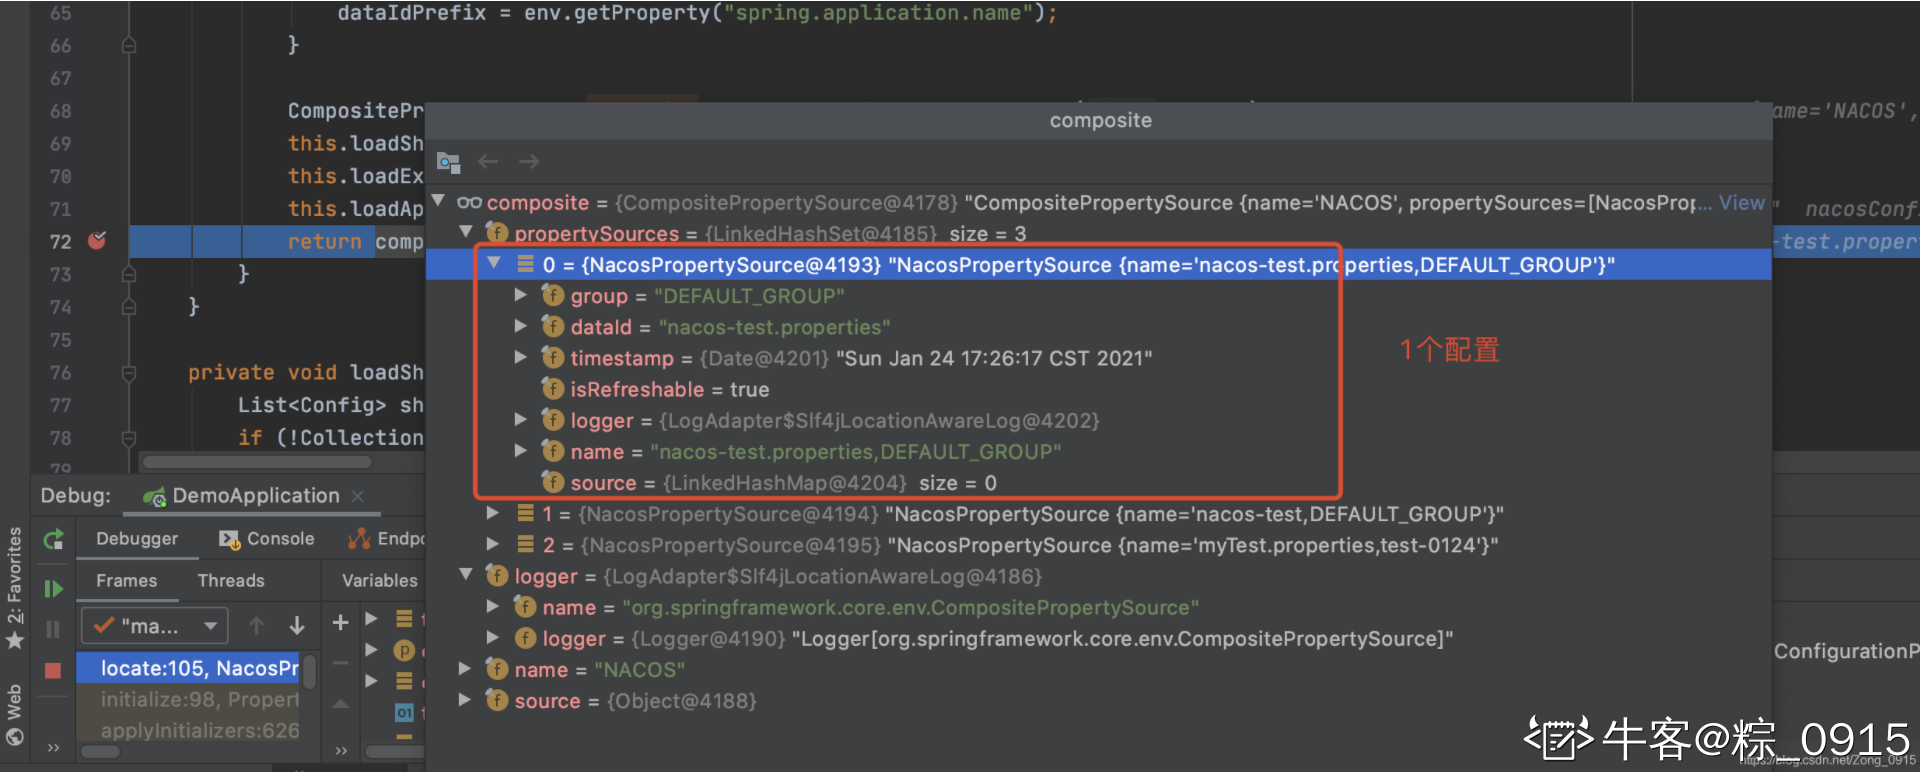 65 dataIdPrefix = env.getProperty("spring.application.name");
66 }
67
68 CompositePr ame='NACOS',
69 this.loadSh
70 this.loadEx
71 this.loadAp " nacosConfi
72 return comp -test.propert
73 }
74 }
75
76 private void loadSh
77 List<Config> sh
78 if (!Collection
79
composite
composite = {CompositePropertySource@4178} "CompositePropertySource {name='NACOS', propertySources=[NacosProp... View
propertySources = {LinkedHashSet@4185} size = 3
0 = {NacosPropertySource@4193} "NacosPropertySource {name='nacos-test.properties,DEFAULT_GROUP'}"
group = "DEFAULT_GROUP"
dataId = "nacos-test.properties"
timestamp = {Date@4201} "Sun Jan 24 17:26:17 CST 2021"
isRefreshable = true
logger = {LogAdapter$Slf4jLocationAwareLog@4202}
name = "nacos-test.properties,DEFAULT_GROUP"
source = {LinkedHashMap@4204} size = 0
1个配置
1 = {NacosPropertySource@4194} "NacosPropertySource {name='nacos-test,DEFAULT_GROUP'}"
2 = {NacosPropertySource@4195} "NacosPropertySource {name='myTest.properties,test-0124'}"
logger = {LogAdapter$Slf4jLocationAwareLog@4186}
name = "org.springframework.core.env.CompositePropertySource"
logger = {Logger@4190} "Logger[org.springframework.core.env.CompositePropertySource]"
name = "NACOS"
source = {Object@4188}
Debug: DemoApplication
Debugger Console Endpo
Frames Threads Variables
"ma...
locate:105, NacosPr
initialize:98, Propert
applyInitializers:626
ConfigurationP
2: Favorites
Web
牛客@粽_0915
https://blog.csdn.net/Zong_0915